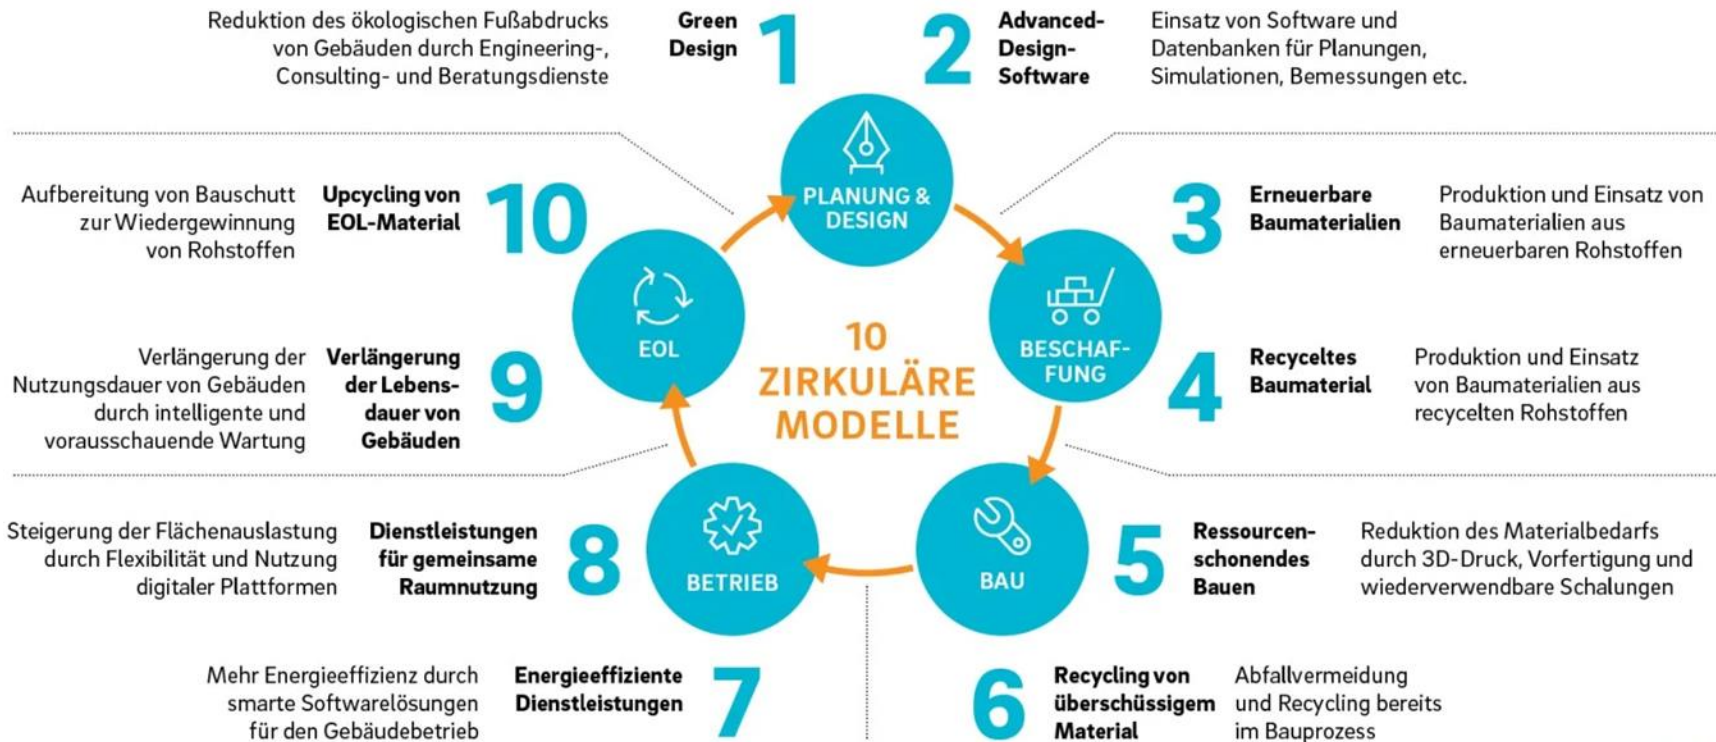 Reduktion des ökologischen Fußabdrucks
von Gebäuden durch Engineering-,
Consulting- und Beratungsdienste
Green
Design
1
2
Advanced-
Design-
Software
Einsatz von Software und
Datenbanken für Planungen,
Simulationen, Bemessungen etc.
PLANUNG &
DESIGN
3
Erneuerbare
Baumaterialien
Produktion und Einsatz von
Baumaterialien aus
erneuerbaren Rohstoffen
BESCHAF-
FUNG
4
Recyceltes
Baumaterial
Produktion und Einsatz
von Baumaterialien aus
recycelten Rohstoffen
5
Ressourcen-
schonendes
Bauen
Reduktion des Materialbedarfs
durch 3D-Druck, Vorfertigung und
wiederverwendbare Schalungen
BAU
6
Recycling von
überschüssigem
Material
Abfallvermeidung
und Recycling bereits
im Bauprozess
Mehr Energieeffizienz durch
smarte Softwarelösungen
für den Gebäudebetrieb
Energieeffiziente
Dienstleistungen
7
BETRIEB
Steigerung der Flächenauslastung
durch Flexibilität und Nutzung
digitaler Plattformen
Dienstleistungen
für gemeinsame
Raumnutzung
8
Verlängerung der
Nutzungsdauer von Gebäuden
durch intelligente und
vorausschauende Wartung
Verlängerung
der Lebens-
dauer von
Gebäuden
9
EOL
Aufbereitung von Bauschutt
zur Wiedergewinnung
von Rohstoffen
Upcycling von
EOL-Material
10
10
ZIRKULÄRE
MODELLE